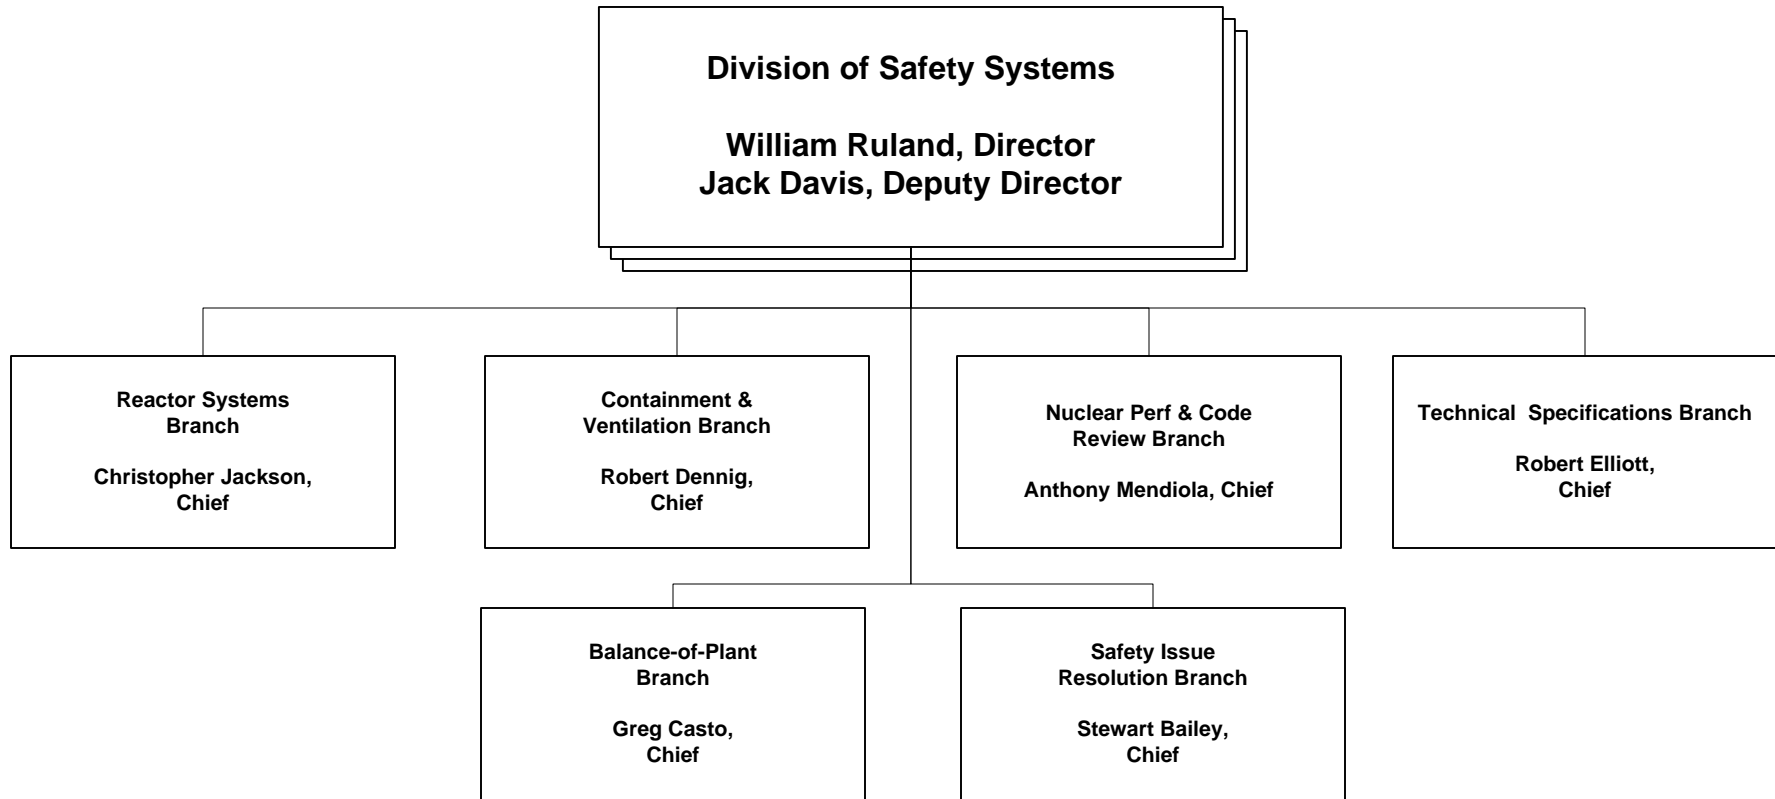 Division of Safety Systems
William Ruland, Director
Jack Davis, Deputy Director
Reactor Systems
Branch
Christopher Jackson,
Chief
Containment &
Ventilation Branch
Robert Dennig,
Chief
Nuclear Perf & Code
Review Branch
Anthony Mendiola, Chief
Technical  Specifications Branch
Robert Elliott,
Chief
Balance-of-Plant
Branch
Greg Casto,
Chief
Safety Issue
Resolution Branch
Stewart Bailey,
Chief